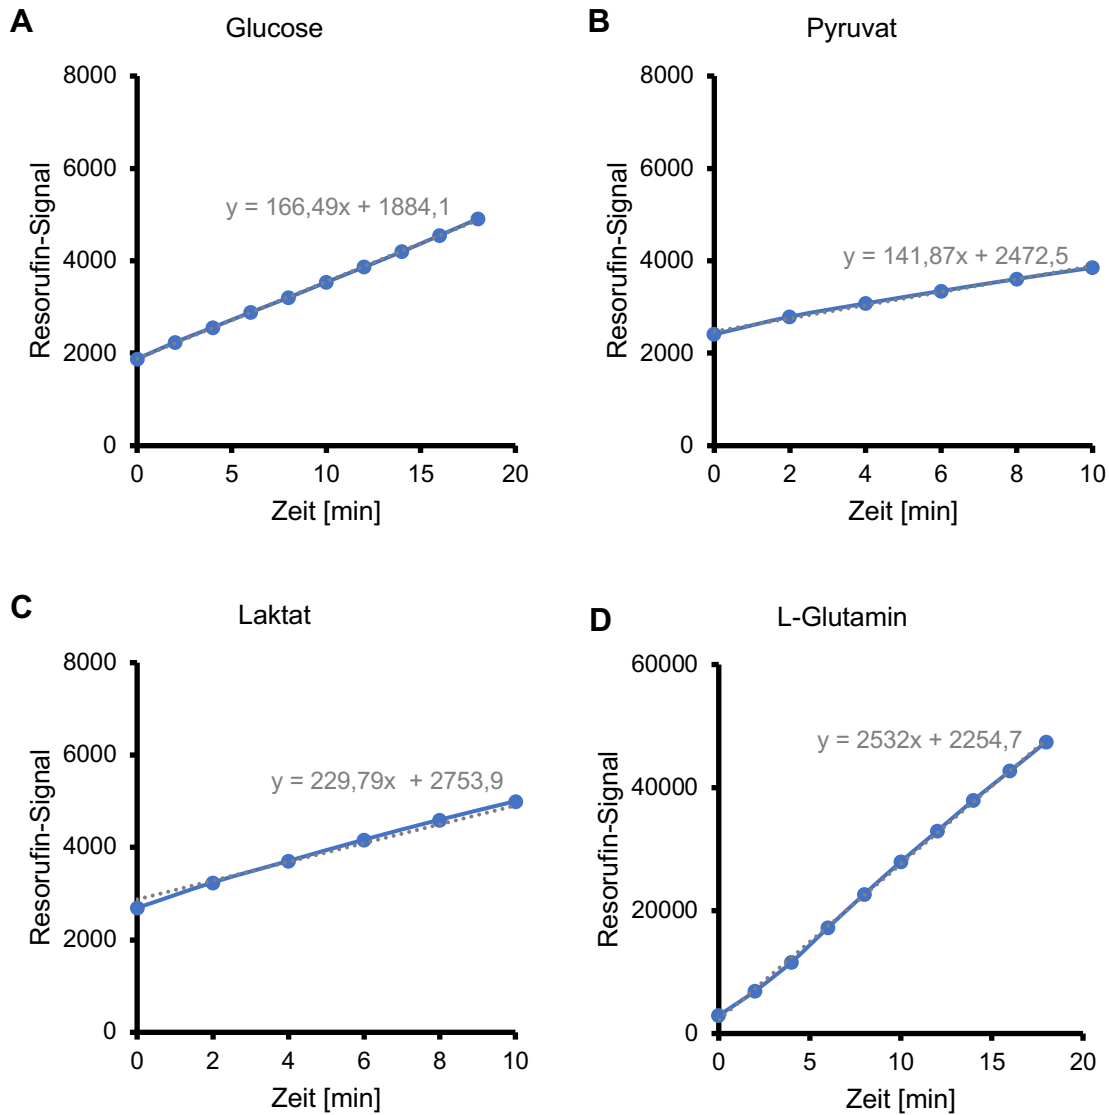 A
Glucose
8000
6000
4000
2000
0
Resorufin-Signal
y = 166,49x + 1884,1
0 5 10 15 20
Zeit [min]
B
Pyruvat
8000
6000
4000
2000
0
Resorufin-Signal
y = 141,87x + 2472,5
0 2 4 6 8 10
Zeit [min]
C
Laktat
8000
6000
4000
2000
0
Resorufin-Signal
y = 229,79x + 2753,9
0 2 4 6 8 10
Zeit [min]
D
L-Glutamin
60000
40000
20000
0
Resorufin-Signal
y = 2532x + 2254,7
0 5 10 15 20
Zeit [min]